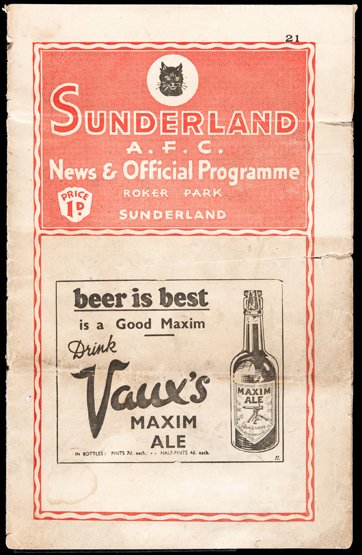 21
SUNDERLAND
A.F.C.
News & Official Programme
PRICE
1D
ROKER PARK
SUNDERLAND
beer is best
is a Good Maxim
Drink
Vaux's
MAXIM
ALE
IN BOTTLES: PINTS 7d. each. - - HALF-PINTS 4d. each.
MAXIM
ALE